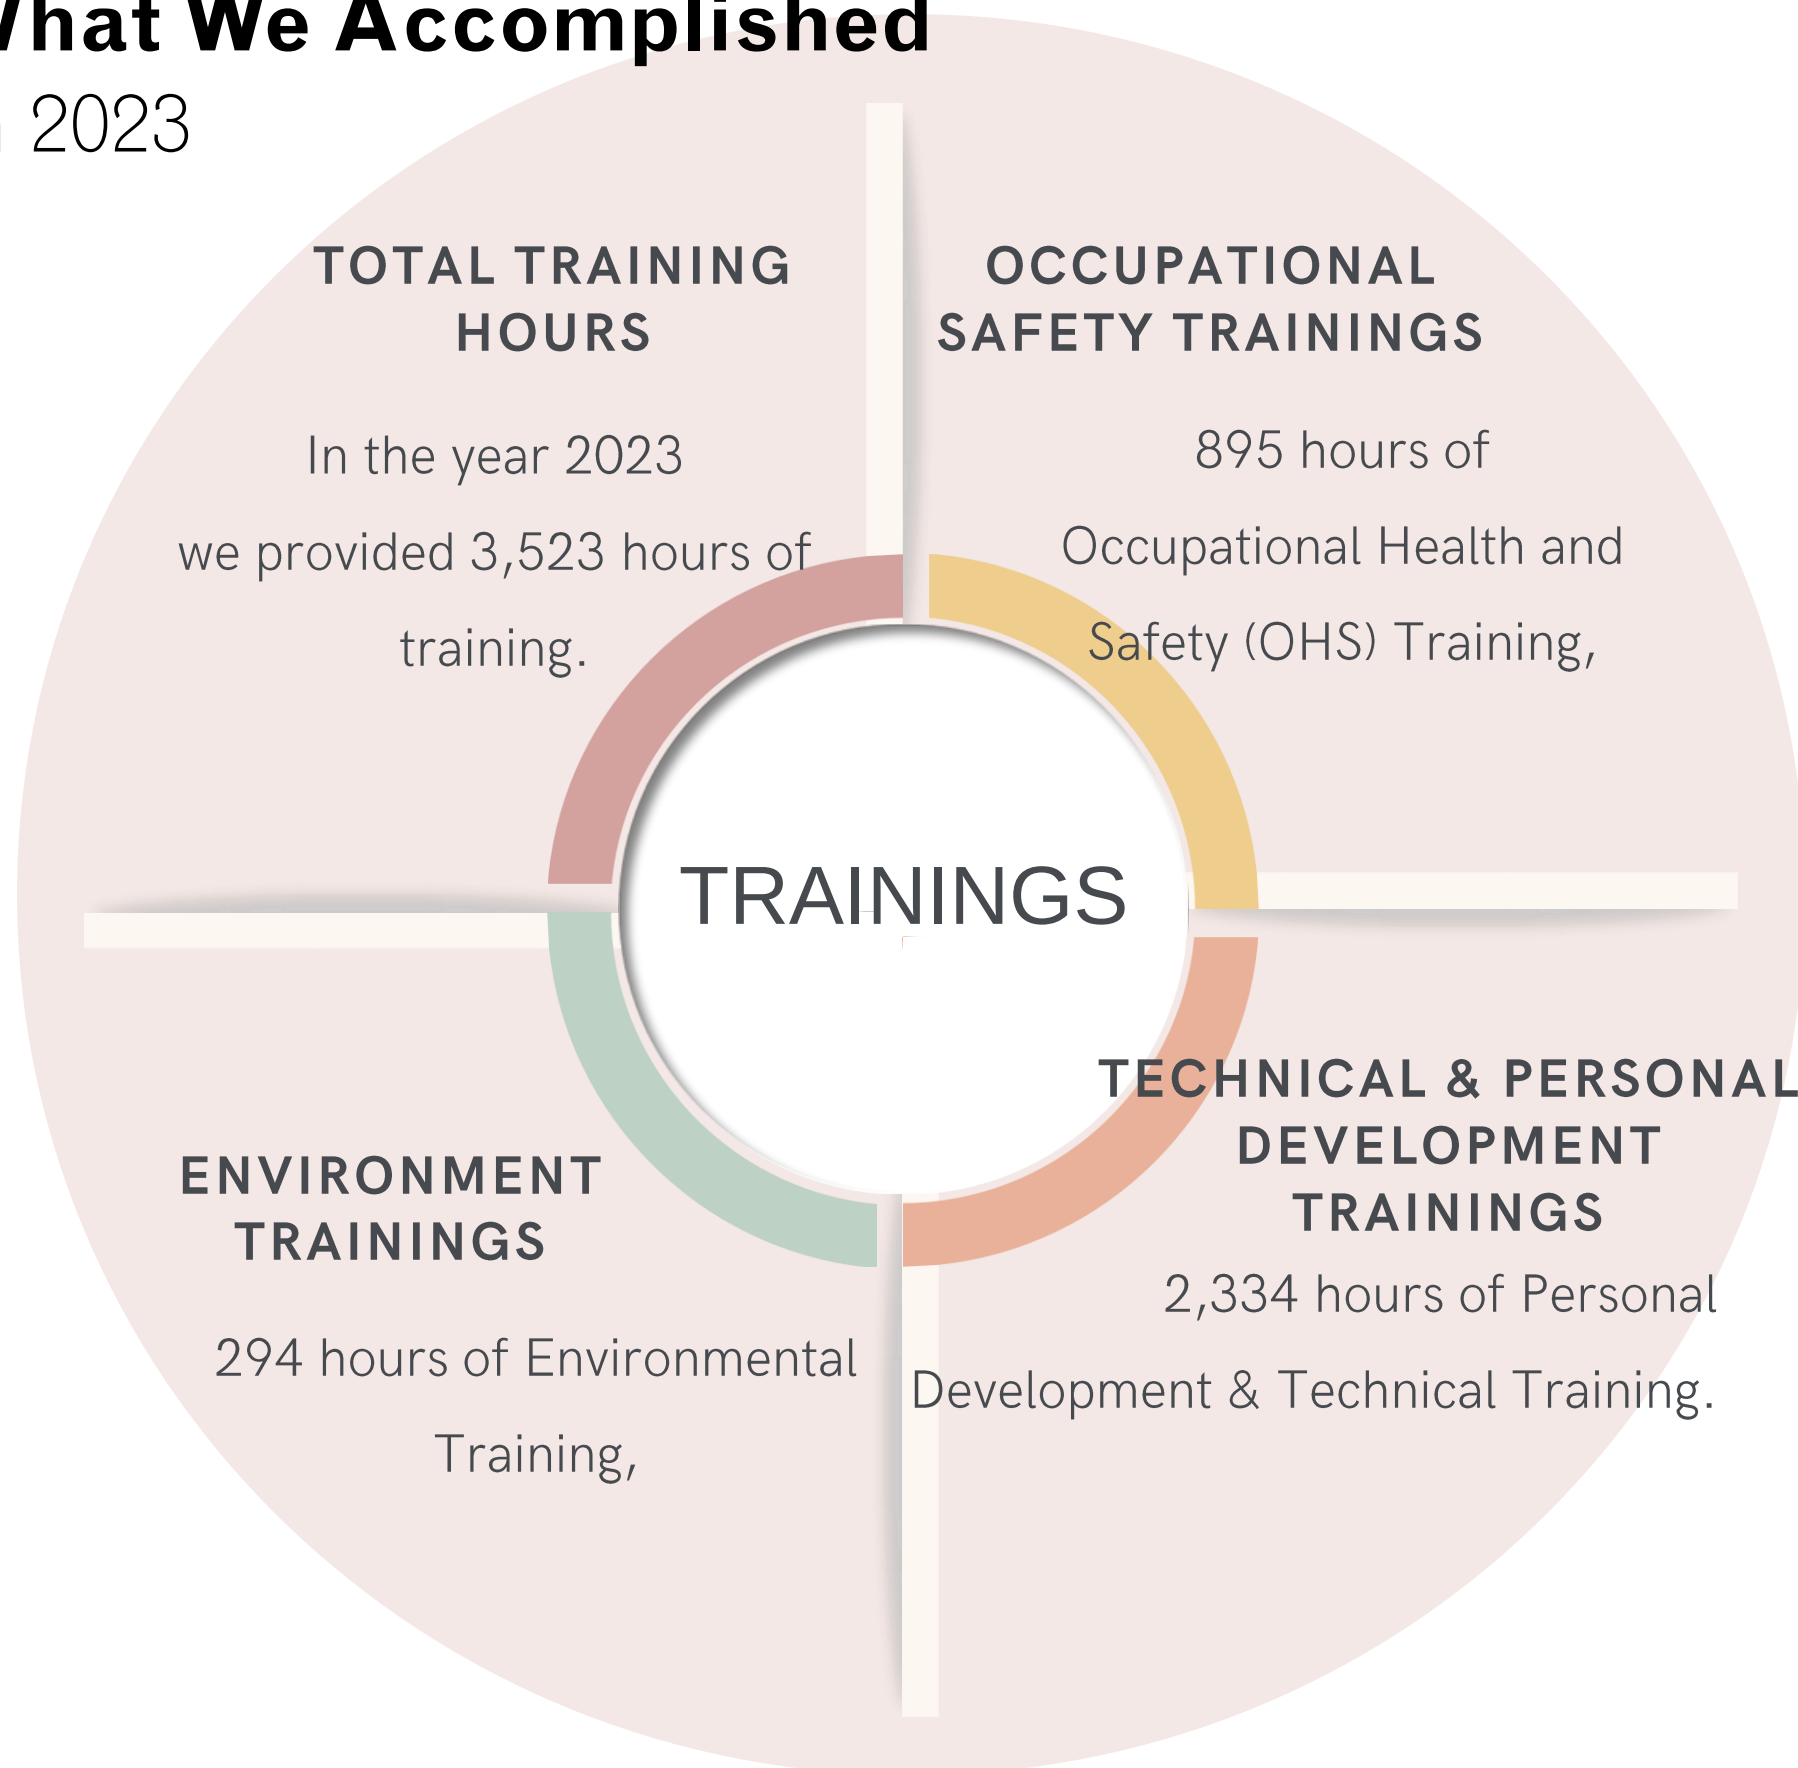 What We Accomplished
2023
TOTAL TRAINING
HOURS
In the year 2023
we provided 3,523 hours of
training.
OCCUPATIONAL
SAFETY TRAININGS
895 hours of
Occupational Health and
Safety (OHS) Training,
TRAININGS
ENVIRONMENT
TRAININGS
294 hours of Environmental
Training,
TECHNICAL & PERSONAL
DEVELOPMENT
TRAININGS
2,334 hours of Personal
Development & Technical Training.